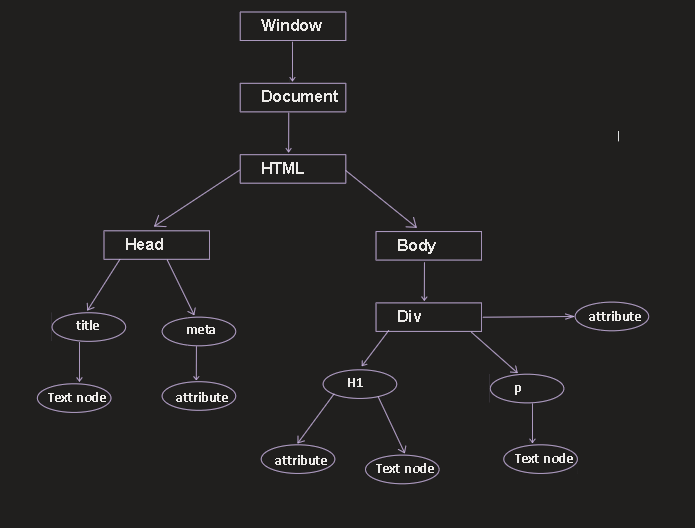 Window
Document
HTML
Head
Body
title
meta
Div
attribute
Text node
attribute
H1
p
attribute
Text node
Text node